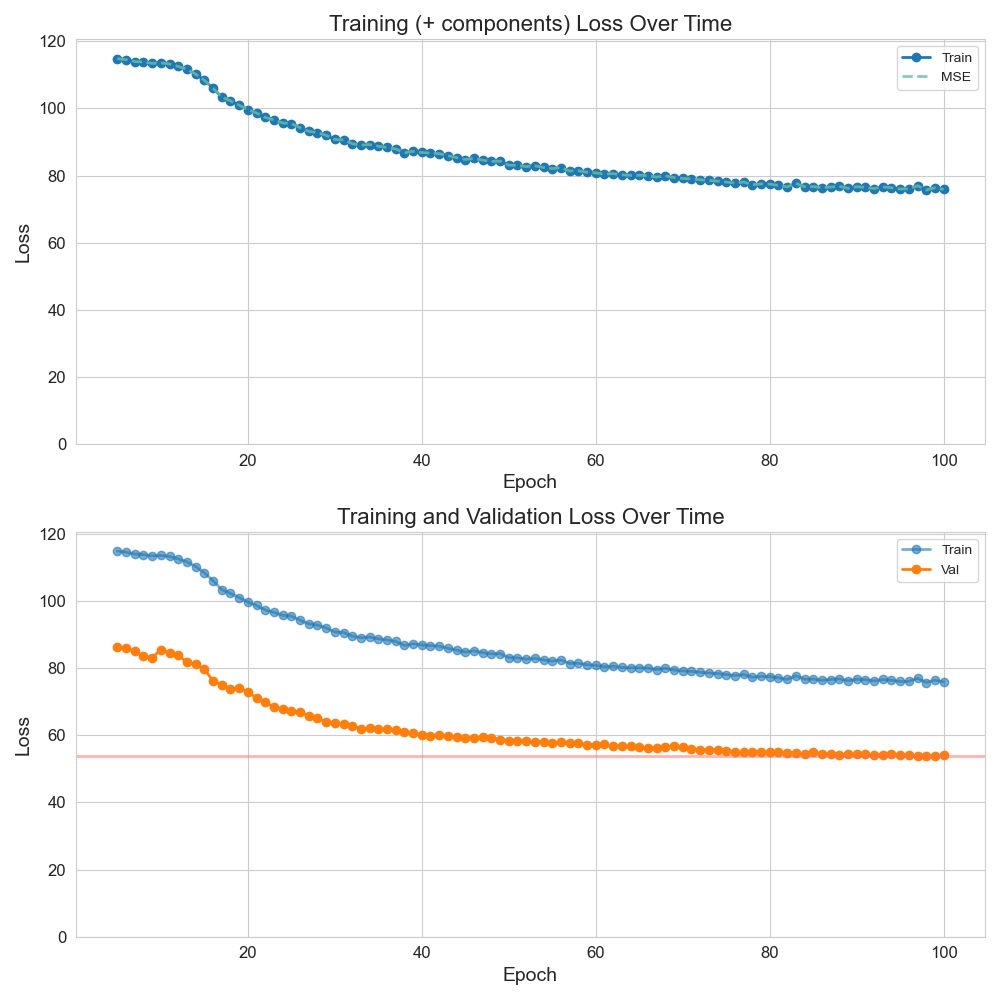 Training (+ components) Loss Over Time
120
100
80
60
40
20
0
Loss
Train
MSE
20 40 60 80 100
Epoch
Training and Validation Loss Over Time
120
100
80
60
40
20
0
Loss
Train
Val
20 40 60 80 100
Epoch